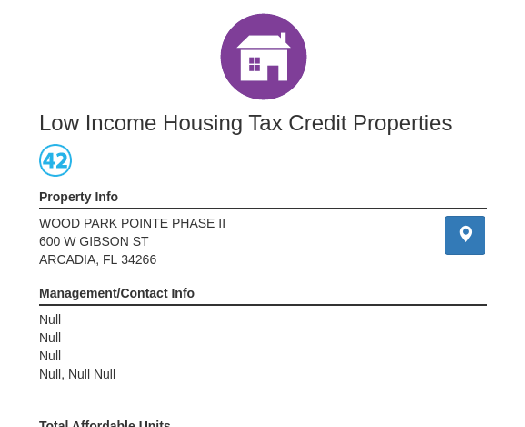 Low Income Housing Tax Credit Properties
42
Property Info
WOOD PARK POINTE PHASE II
600 W GIBSON ST
ARCADIA, FL 34266
Management/Contact Info
Null
Null
Null
Null, Null Null
Total Affordable Units